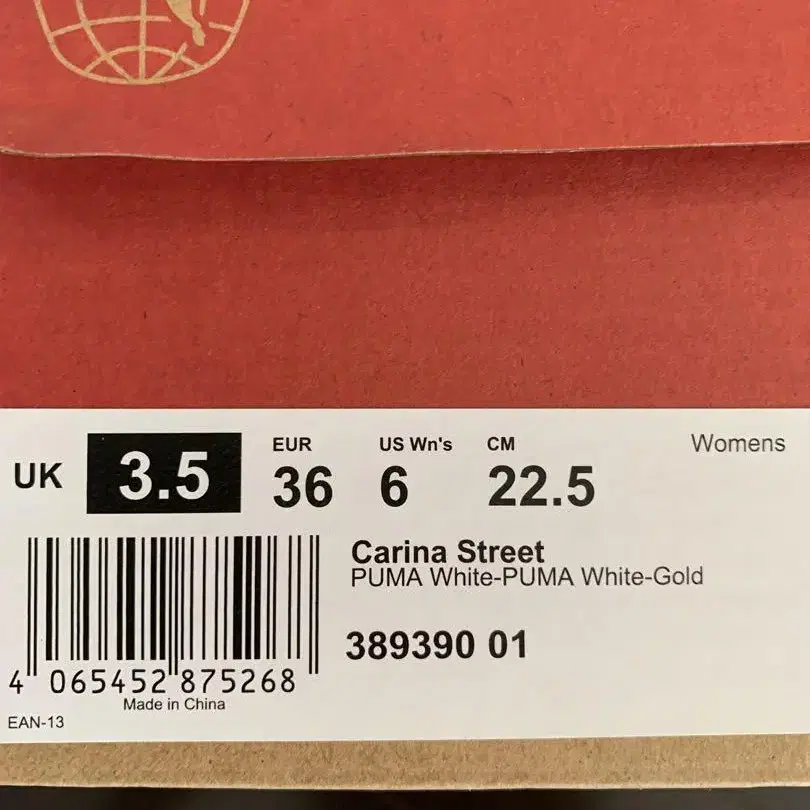 EUR US Wn's CM Womens
UK 3.5 36 6 22.5
Carina Street
PUMA White-PUMA White-Gold
389390 01
4 065452 875268
Made in China
EAN-13